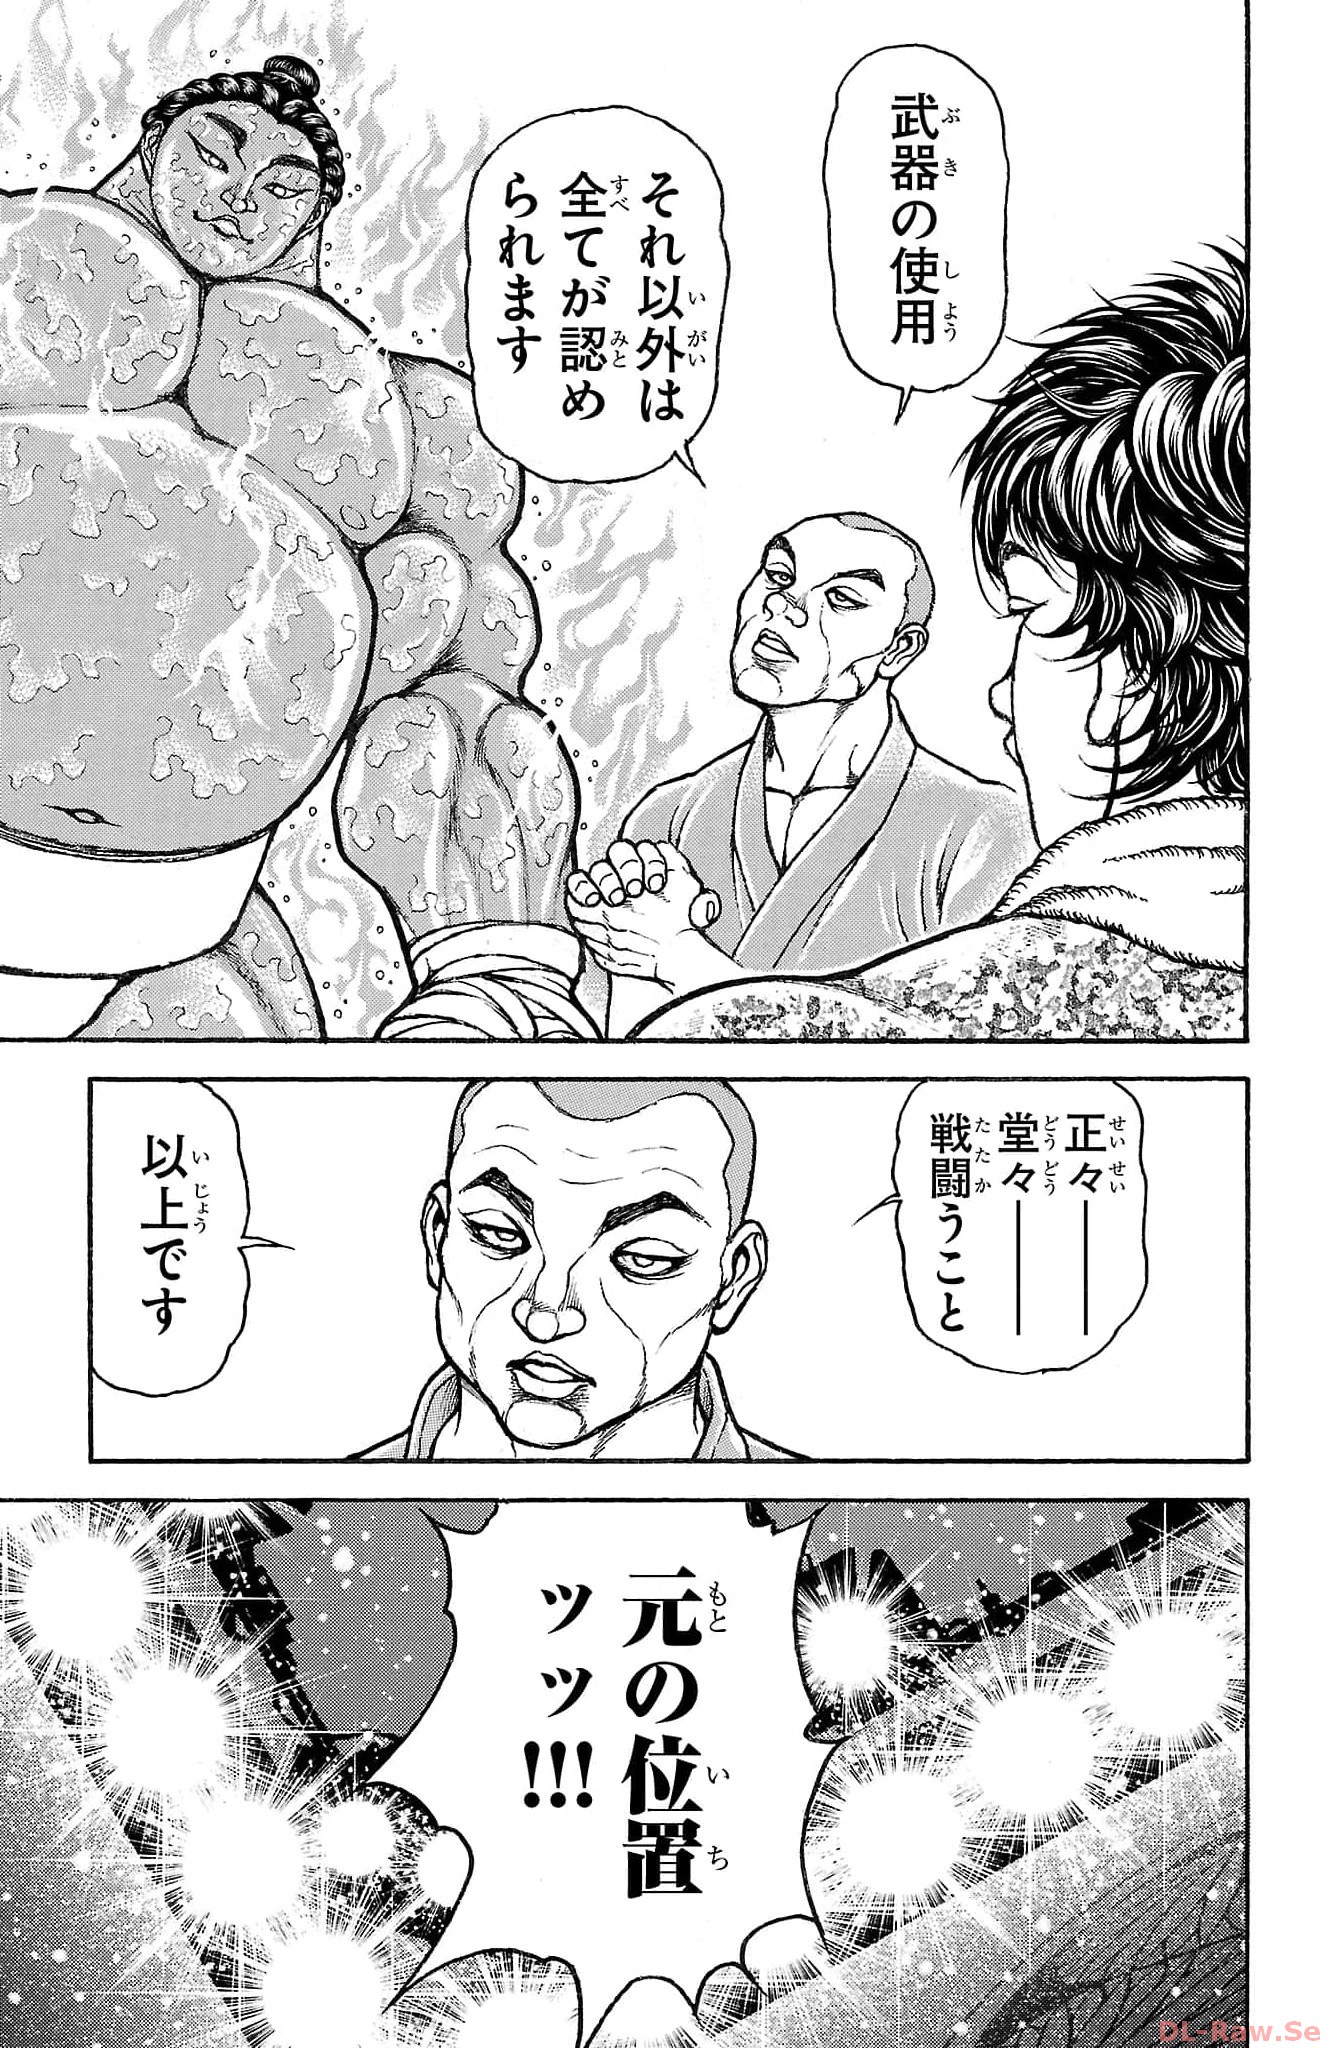 武器の使用
それ以外は
全てが認め
られます
正々――
堂々――
戦闘うこと
以上です
元の位置
ッッ!!!
DL-Raw.Se